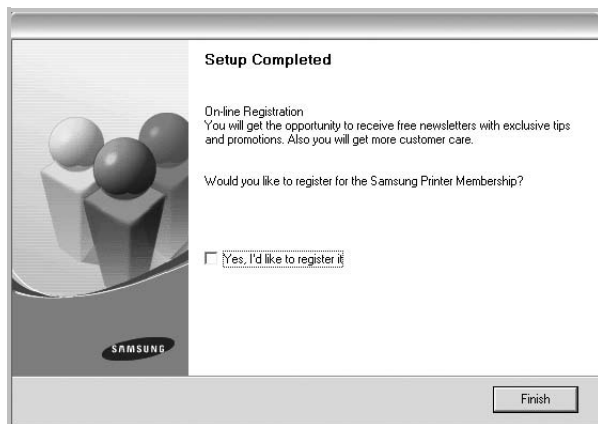 Setup Completed
On-line Registration
You will get the opportunity to receive free newsletters with exclusive tips
and promotions. Also you will get more customer care.
Would you like to register for the Samsung Printer Membership?
Yes, I'd like to register it
SAMSUNG
Finish